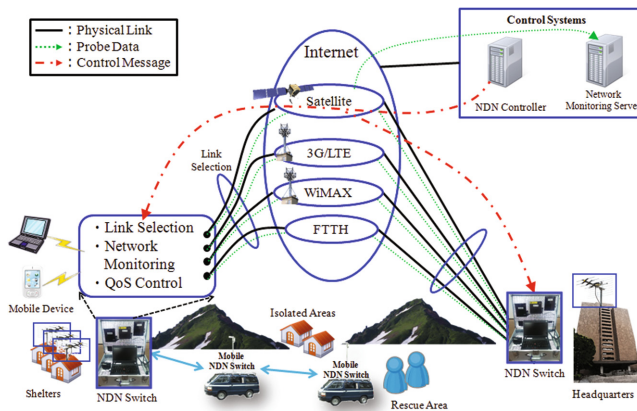 : Physical Link
: Probe Data
: Control Message
Internet
Control Systems
NDN Controller
Network
Monitoring Server
Satellite
3G/LTE
WiMAX
FTTH
Link
Selection
· Link Selection
· Network
Monitoring
· QoS Control
Mobile Device
Shelters
NDN Switch
Isolated Areas
Mobile
NDN Switch
Mobile
NDN Switch
Rescue Area
NDN Switch
Headquarters